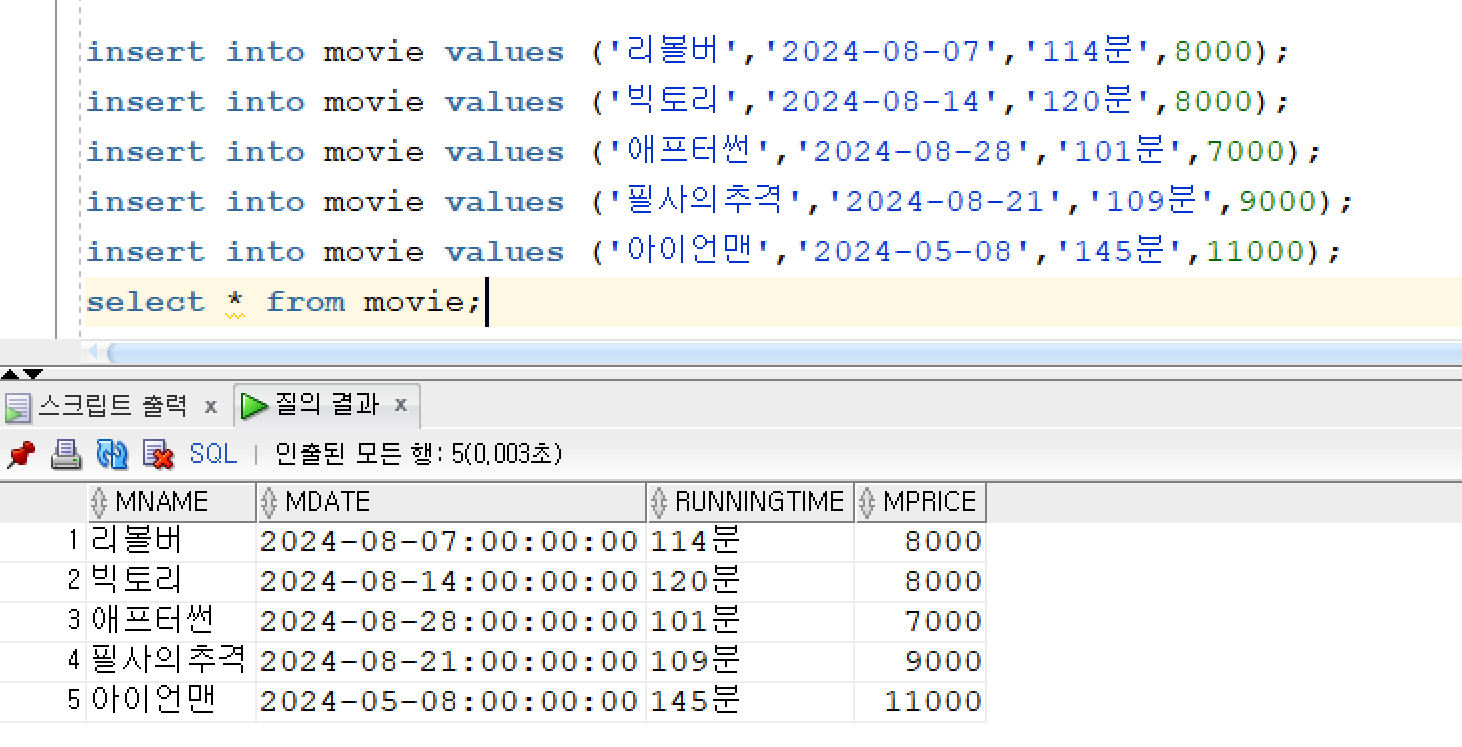 insert into movie values ('리볼버','2024-08-07','114분',8000);
insert into movie values ('빅토리','2024-08-14','120분',8000);
insert into movie values ('애프터썬','2024-08-28','101분',7000);
insert into movie values ('필사의추격','2024-08-21','109분',9000);
insert into movie values ('아이언맨','2024-05-08','145분',11000);
select * from movie;
스크립트 출력 x 질의 결과 x
SQL | 인출된 모든 행: 5(0,003초)
MNAME MDATE RUNNINGTIME MPRICE
1 리볼버 2024-08-07:00:00:00 114분 8000
2 빅토리 2024-08-14:00:00:00 120분 8000
3 애프터썬 2024-08-28:00:00:00 101분 7000
4 필사의추격 2024-08-21:00:00:00 109분 9000
5 아이언맨 2024-05-08:00:00:00 145분 11000